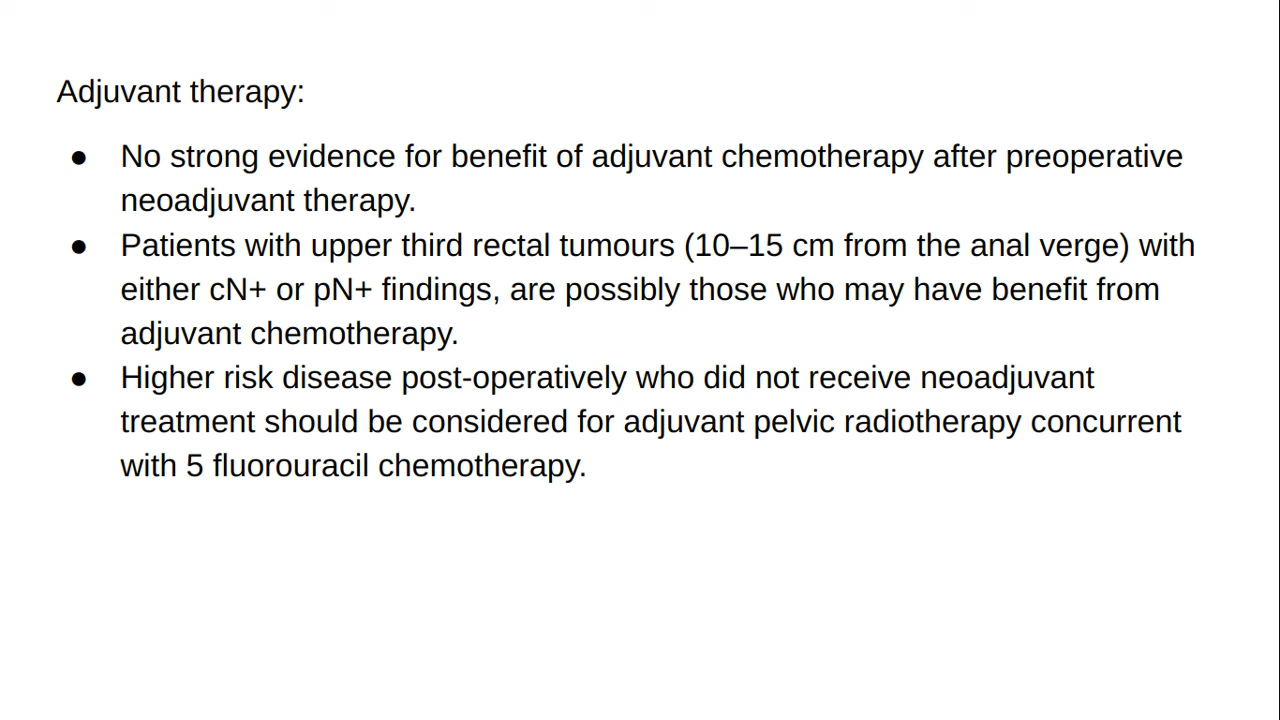 Adjuvant therapy:
● No strong evidence for benefit of adjuvant chemotherapy after preoperative
neoadjuvant therapy.
● Patients with upper third rectal tumours (10–15 cm from the anal verge) with
either cN+ or pN+ findings, are possibly those who may have benefit from
adjuvant chemotherapy.
● Higher risk disease post-operatively who did not receive neoadjuvant
treatment should be considered for adjuvant pelvic radiotherapy concurrent
with 5 fluorouracil chemotherapy.